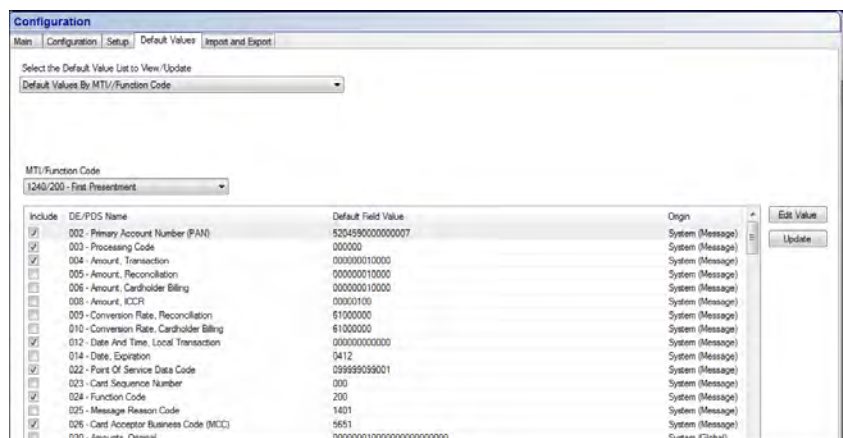 Configuration
Main Configuration Setup Default Values Import and Export
Select the Default Value List to View/Update
Default Values By MTI//Function Code
MTI/Function Code
1240/200 - First Presentment
Include DE/PDS Name Default Field Value Origin Edit Value
002 - Primary Account Number (PAN) 5204590000000007 System (Message)
003 - Processing Code 000000 System (Message) Update
004 - Amount, Transaction 000000010000 System (Message)
005 - Amount, Reconciliation 000000010000 System (Message)
006 - Amount, Cardholder Billing 000000010000 System (Message)
008 - Amount, ICCR 00000100 System (Message)
009 - Conversion Rate, Reconciliation 61000000 System (Message)
010 - Conversion Rate, Cardholder Billing 61000000 System (Message)
012 - Date And Time, Local Transaction 000000000000 System (Message)
014 - Date, Expiration 0412 System (Message)
022 - Point Of Service Data Code 099999099001 System (Message)
023 - Card Sequence Number 000 System (Message)
024 - Function Code 200 System (Message)
025 - Message Reason Code 1401 System (Message)
026 - Card Acceptor Business Code (MCC) 5651 System (Message)
030 - Amounts, Original System (Global)